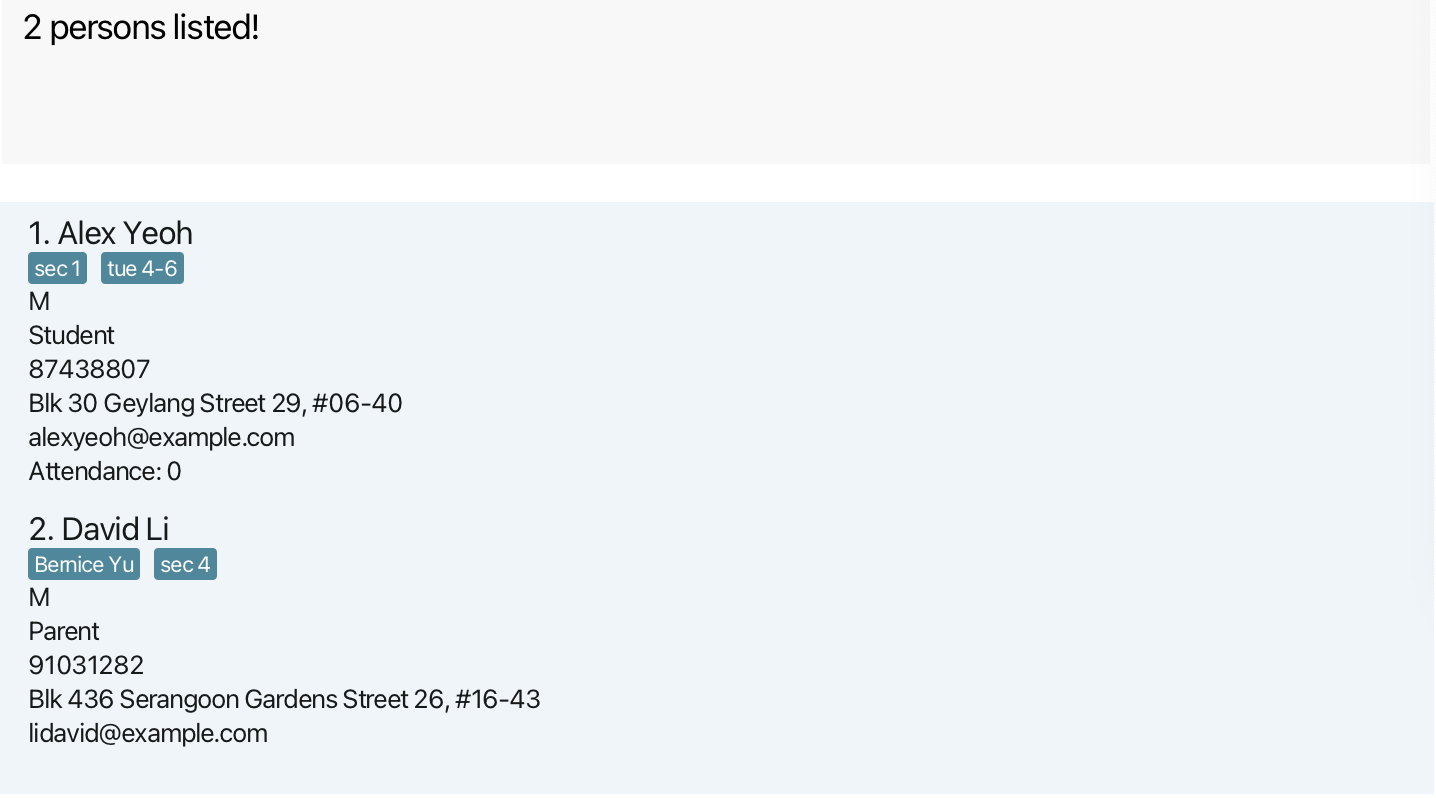 2 persons listed!
1. Alex Yeoh
sec 1 tue 4-6
M
Student
87438807
Blk 30 Geylang Street 29, #06-40
alexyeoh@example.com
Attendance: 0
2. David Li
Bernice Yu sec 4
M
Parent
91031282
Blk 436 Serangoon Gardens Street 26, #16-43
lidavid@example.com